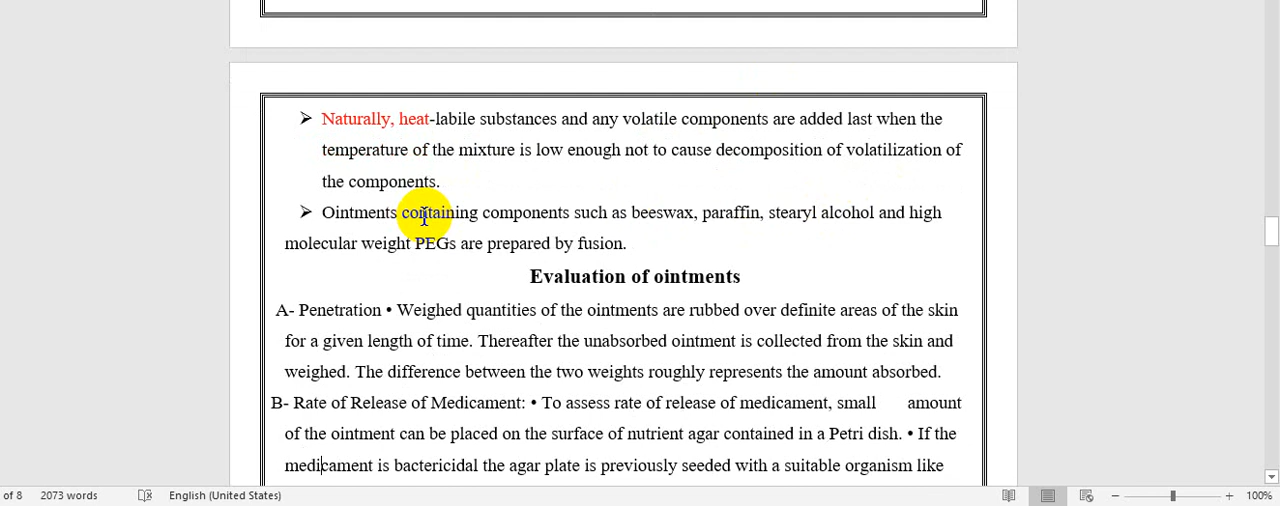 ➢ Naturally, heat-labile substances and any volatile components are added last when the
temperature of the mixture is low enough not to cause decomposition of volatilization of
the components.
➢ Ointments containing components such as beeswax, paraffin, stearyl alcohol and high
molecular weight PEGs are prepared by fusion.
Evaluation of ointments
A- Penetration • Weighed quantities of the ointments are rubbed over definite areas of the skin
for a given length of time. Thereafter the unabsorbed ointment is collected from the skin and
weighed. The difference between the two weights roughly represents the amount absorbed.
B- Rate of Release of Medicament: • To assess rate of release of medicament, small amount
of the ointment can be placed on the surface of nutrient agar contained in a Petri dish. • If the
medicament is bactericidal the agar plate is previously seeded with a suitable organism like
of 8 2073 words English (United States) 100%